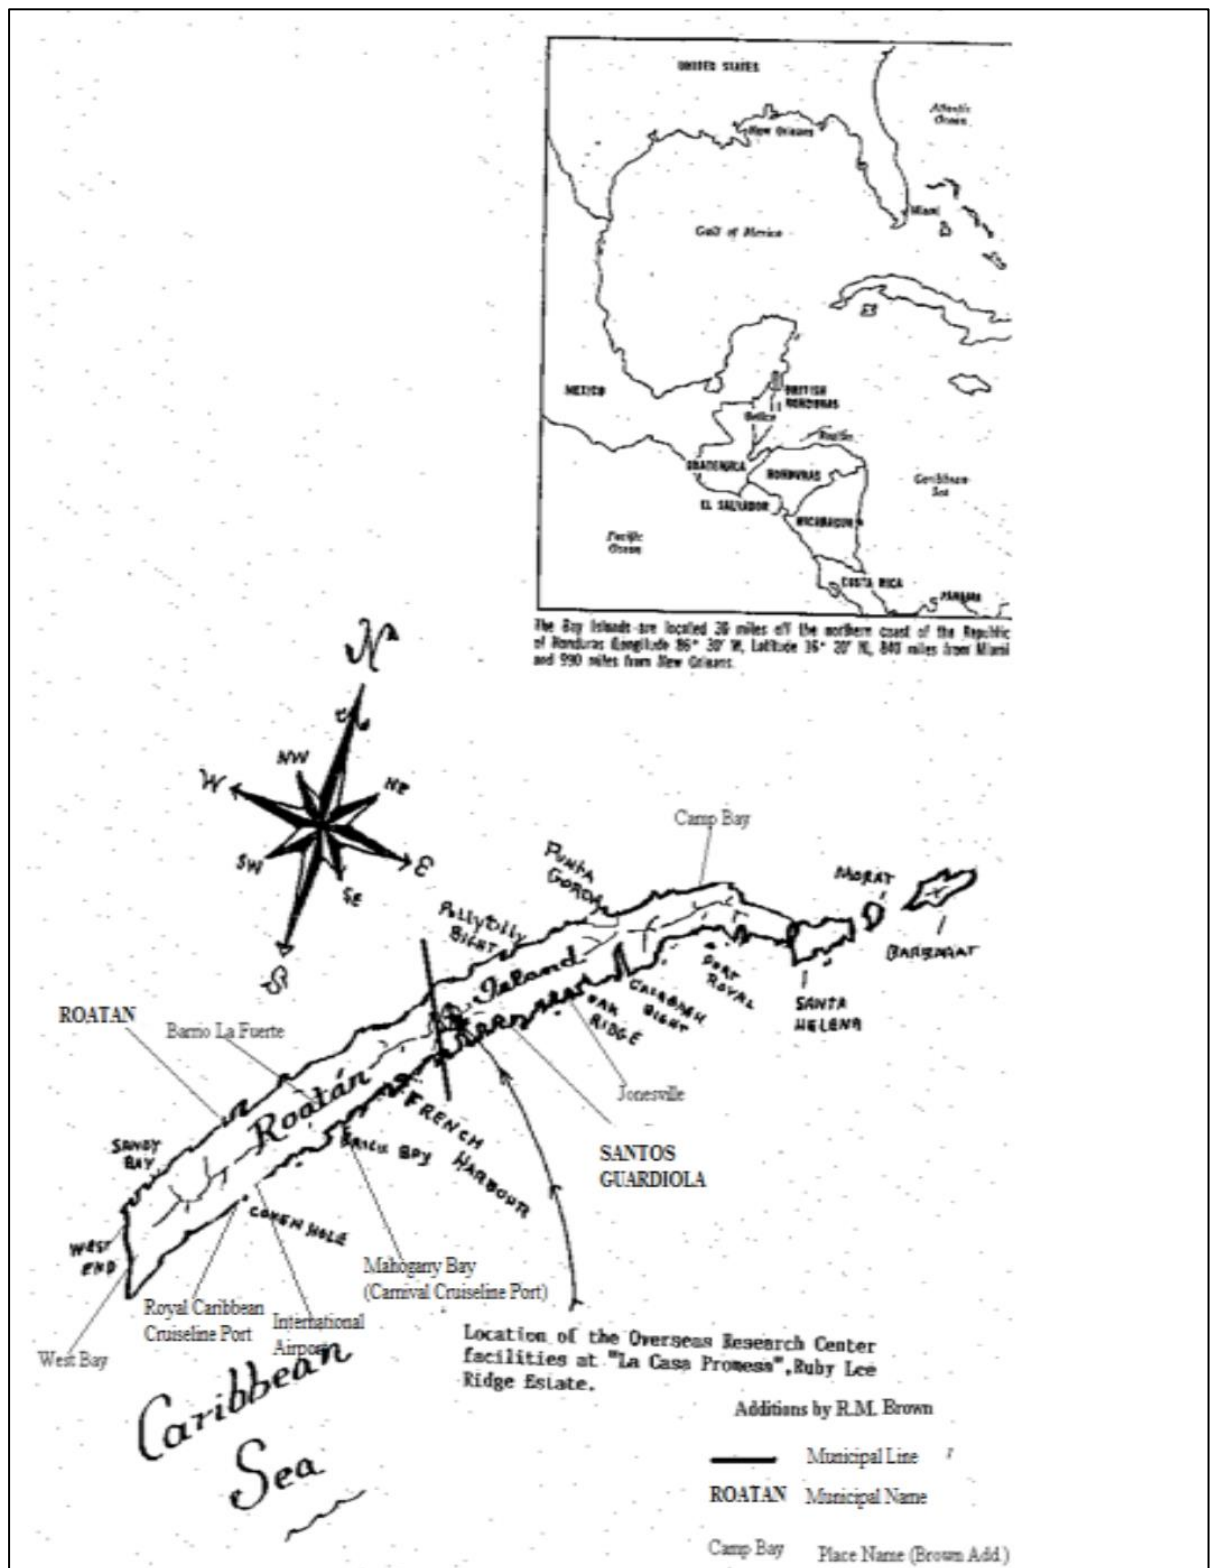 UNITED STATES
Atlantic
Ocean
New Orleans
Miami
Gulf of Mexico
MEXICO
BRITISH
HONDURAS
Belice
Roatán
GUATEMALA
HONDURAS
Caribbean
Sea
EL SALVADOR
NICARAGUA
Pacific
Ocean
COSTA RICA
PANAMA
The Bay Islands are located 30 miles off the northern coast of the Republic
of Honduras (Longitude 86° 30' W, Latitude 16° 20' N, 840 miles from Miami
and 990 miles from New Orleans.
N
NW
NE
W
E
SW
SE
S
Camp Bay
PUNTA
GORDA
MORAT
POLLYTILLY
BIGHT
BARBARAT
Island
PORT
ROYAL
CALABASH
BIGHT
SANTA
HELENA
OAK
RIDGE
ROATAN
Barrio La Fuerte
Jonesville
Roatán
FRENCH
HARBOUR
SANTOS
GUARDIOLA
SANDY
BAY
BRICK BAY
COXEN HOLE
WEST
END
Mahogany Bay
(Carnival Cruiseline Port)
Royal Caribbean
Cruiseline Port
International
Airport
West Bay
Location of the Overseas Research Center
facilities at "La Casa Promesa",Ruby Lee
Ridge Estate.
Caribbean
Sea
Additions by R.M. Brown
Municipal Line
ROATAN Municipal Name
Camp Bay Place Name (Brown Add.)